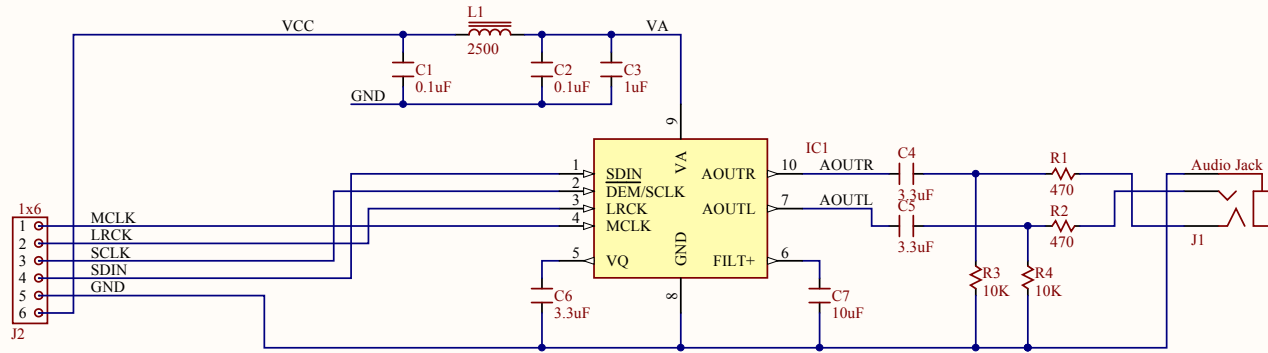 L1
VCC
VA
2500
C1
0.1uF
C2
0.1uF
C3
1uF
GND
9
IC1
VA
1 SDIN
2 DEM/SCLK
3 LRCK
4 MCLK
5 VQ
GND
8
AOUTR 10 AOUTR
AOUTL 7 AOUTL
FILT+ 6
C4
3.3uF
C5
3.3uF
R1
470
R2
470
Audio Jack
J1
R3
10K
R4
10K
1x6
1 MCLK
2 LRCK
3 SCLK
4 SDIN
5 GND
6
J2
C6
3.3uF
C7
10uF